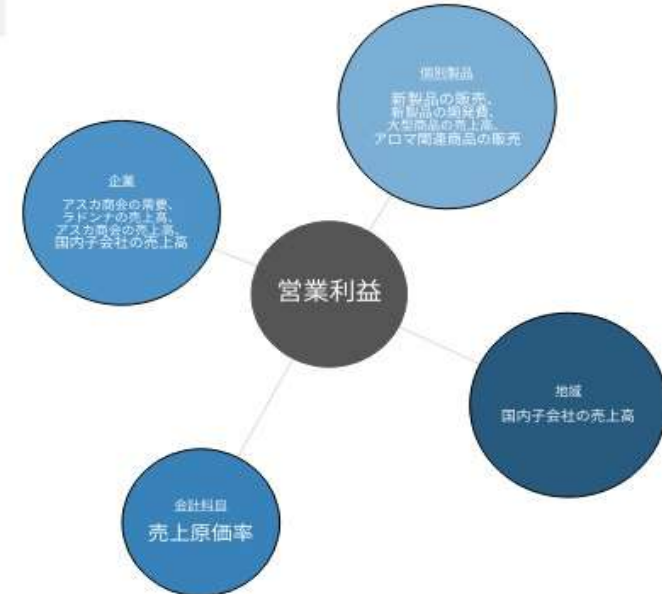 個別製品
新製品の販売、
新製品の開発費、
大型商品の売上高、
アロマ関連商品の販売
企業
アスカ商会の需要、
ラドンナの売上高、
アスカ商会の売上高、
国内子会社の売上高
営業利益
地域
国内子会社の売上高
会計科目
売上原価率